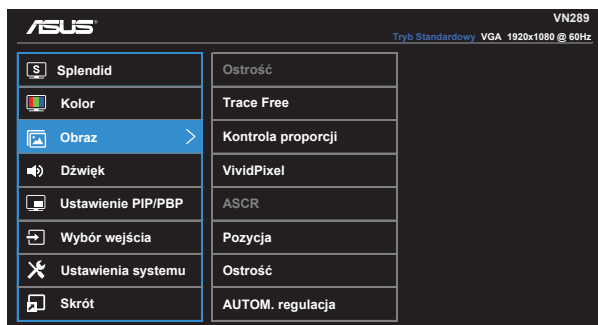 ASUS
VN289
Tryb Standardowy VGA 1920x1080 @ 60Hz
S Splendid
Kolor
Obraz
Dźwięk
Ustawienie PIP/PBP
Wybór wejścia
Ustawienia systemu
Skrót
Ostrość
Trace Free
Kontrola proporcji
VividPixel
ASCR
Pozycja
Ostrość
AUTOM. regulacja